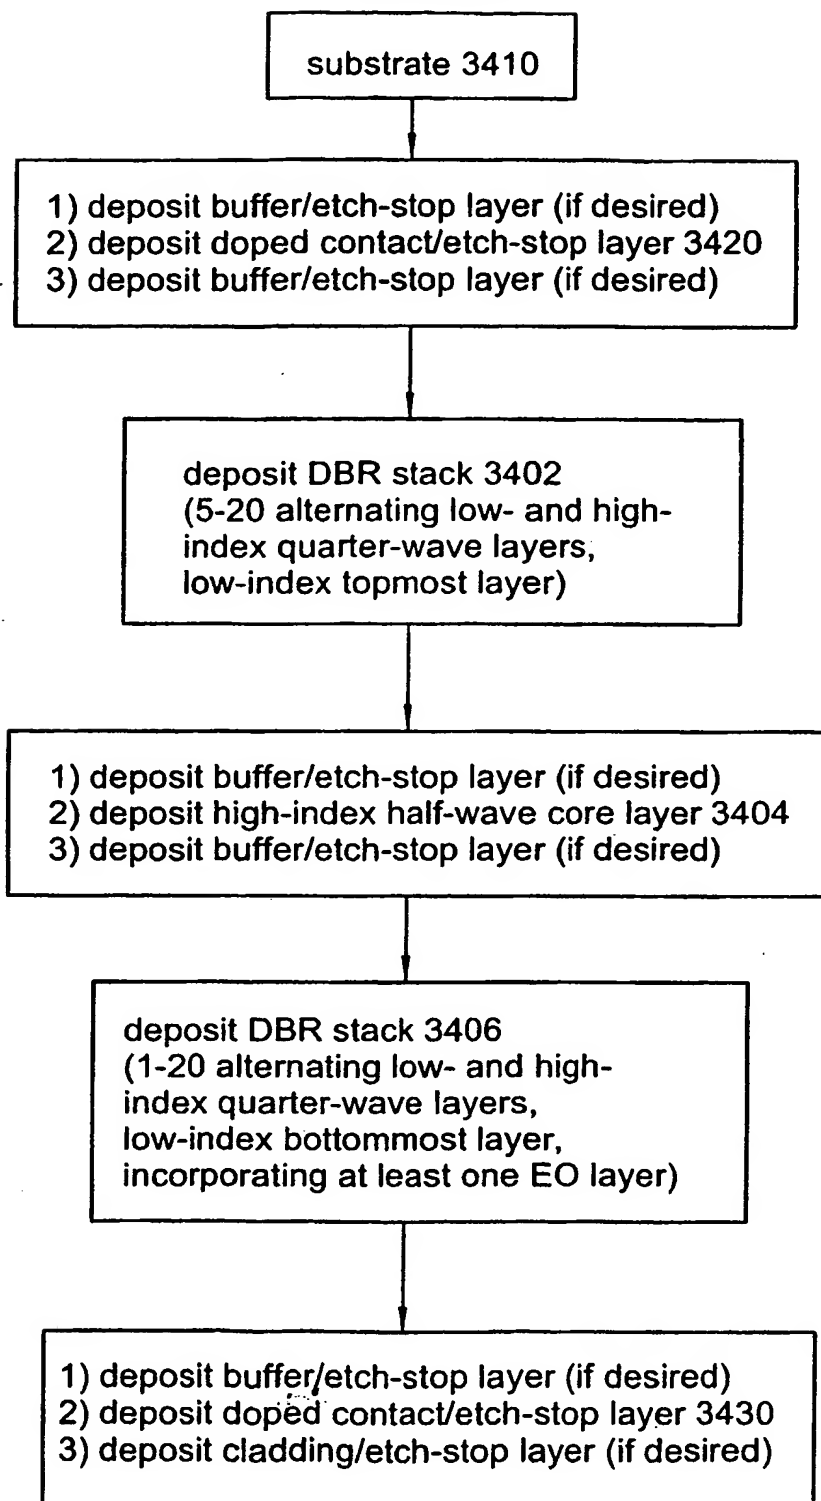 substrate 3410
1) deposit buffer/etch-stop layer (if desired)
2) deposit doped contact/etch-stop layer 3420
3) deposit buffer/etch-stop layer (if desired)
deposit DBR stack 3402
(5-20 alternating low- and high-
index quarter-wave layers,
low-index topmost layer)
1) deposit buffer/etch-stop layer (if desired)
2) deposit high-index half-wave core layer 3404
3) deposit buffer/etch-stop layer (if desired)
deposit DBR stack 3406
(1-20 alternating low- and high-
index quarter-wave layers,
low-index bottommost layer,
incorporating at least one EO layer)
1) deposit buffer/etch-stop layer (if desired)
2) deposit doped contact/etch-stop layer 3430
3) deposit cladding/etch-stop layer (if desired)